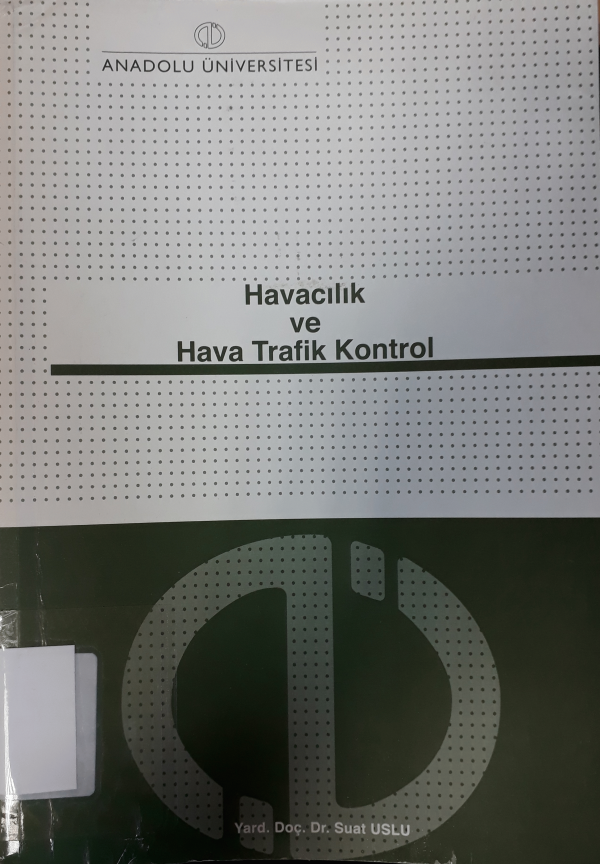 ANADOLU ÜNİVERSİTESİ
Havacılık
ve
Hava Trafik Kontrol
Yard. Doç. Dr. Suat USLU